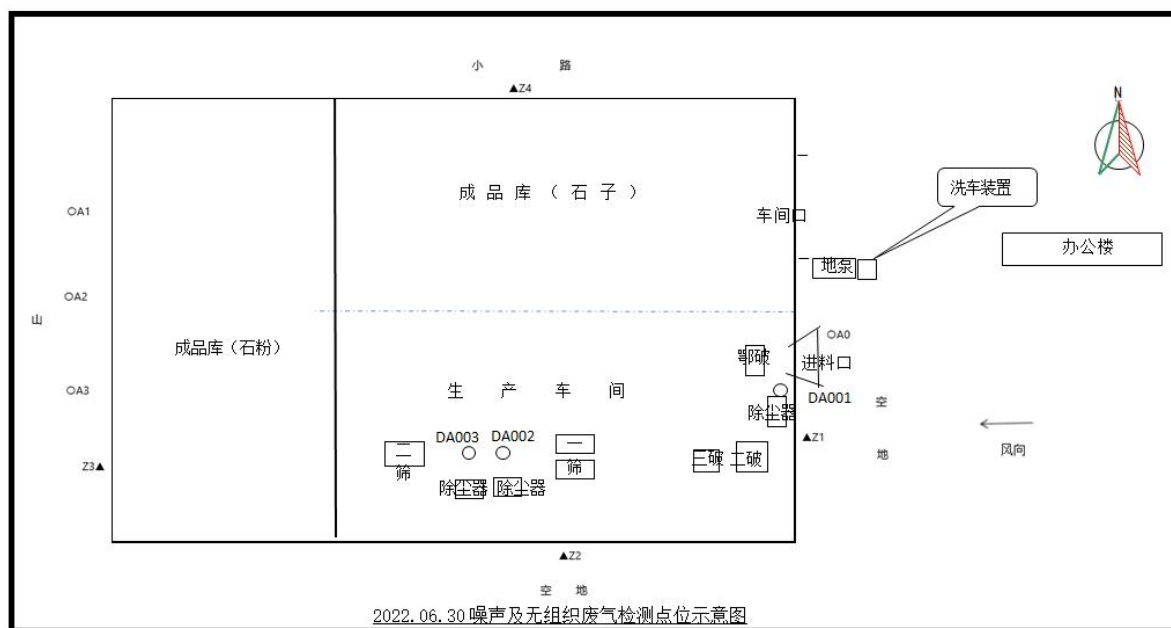 小 路
▲Z4
N
洗车装置
成 品 库 ( 石 子 )
○A1
车间口
办公楼
地泵
○A2
山
○A0
成品库(石粉)
鄂破
进料口
○A3
生 产 车 间
DA001
空
除尘器
DA003
DA002
一
▲Z1
风向
二
筛
三破
二破
地
Z3▲
筛
除尘器
除尘器
▲Z2
空 地
2022.06.30噪声及无组织废气检测点位示意图